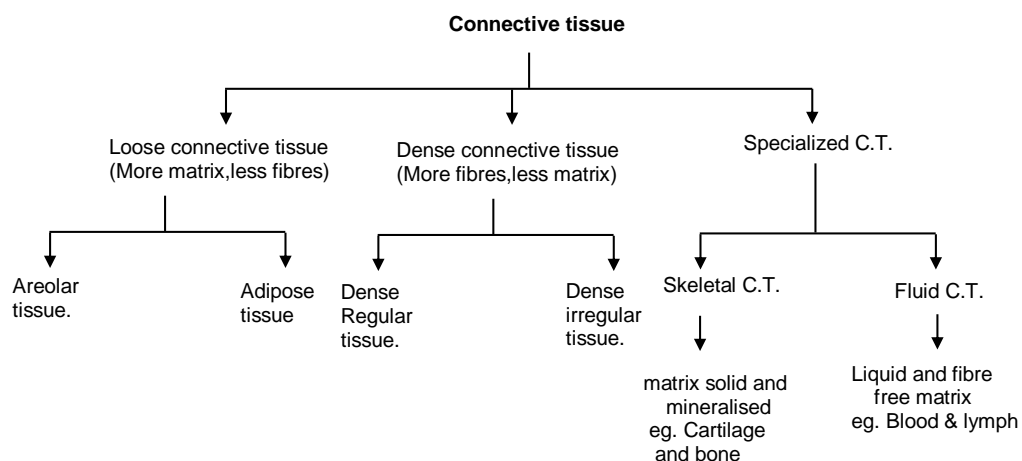 Connective tissue
Loose connective tissue
(More matrix,less fibres)
Dense connective tissue
(More fibres,less matrix)
Specialized C.T.
Areolar
tissue.
Adipose
tissue
Dense
Regular
tissue.
Dense
irregular
tissue.
Skeletal C.T.
Fluid C.T.
matrix solid and
mineralised
eg. Cartilage
and bone
Liquid and fibre
free matrix
eg. Blood & lymph